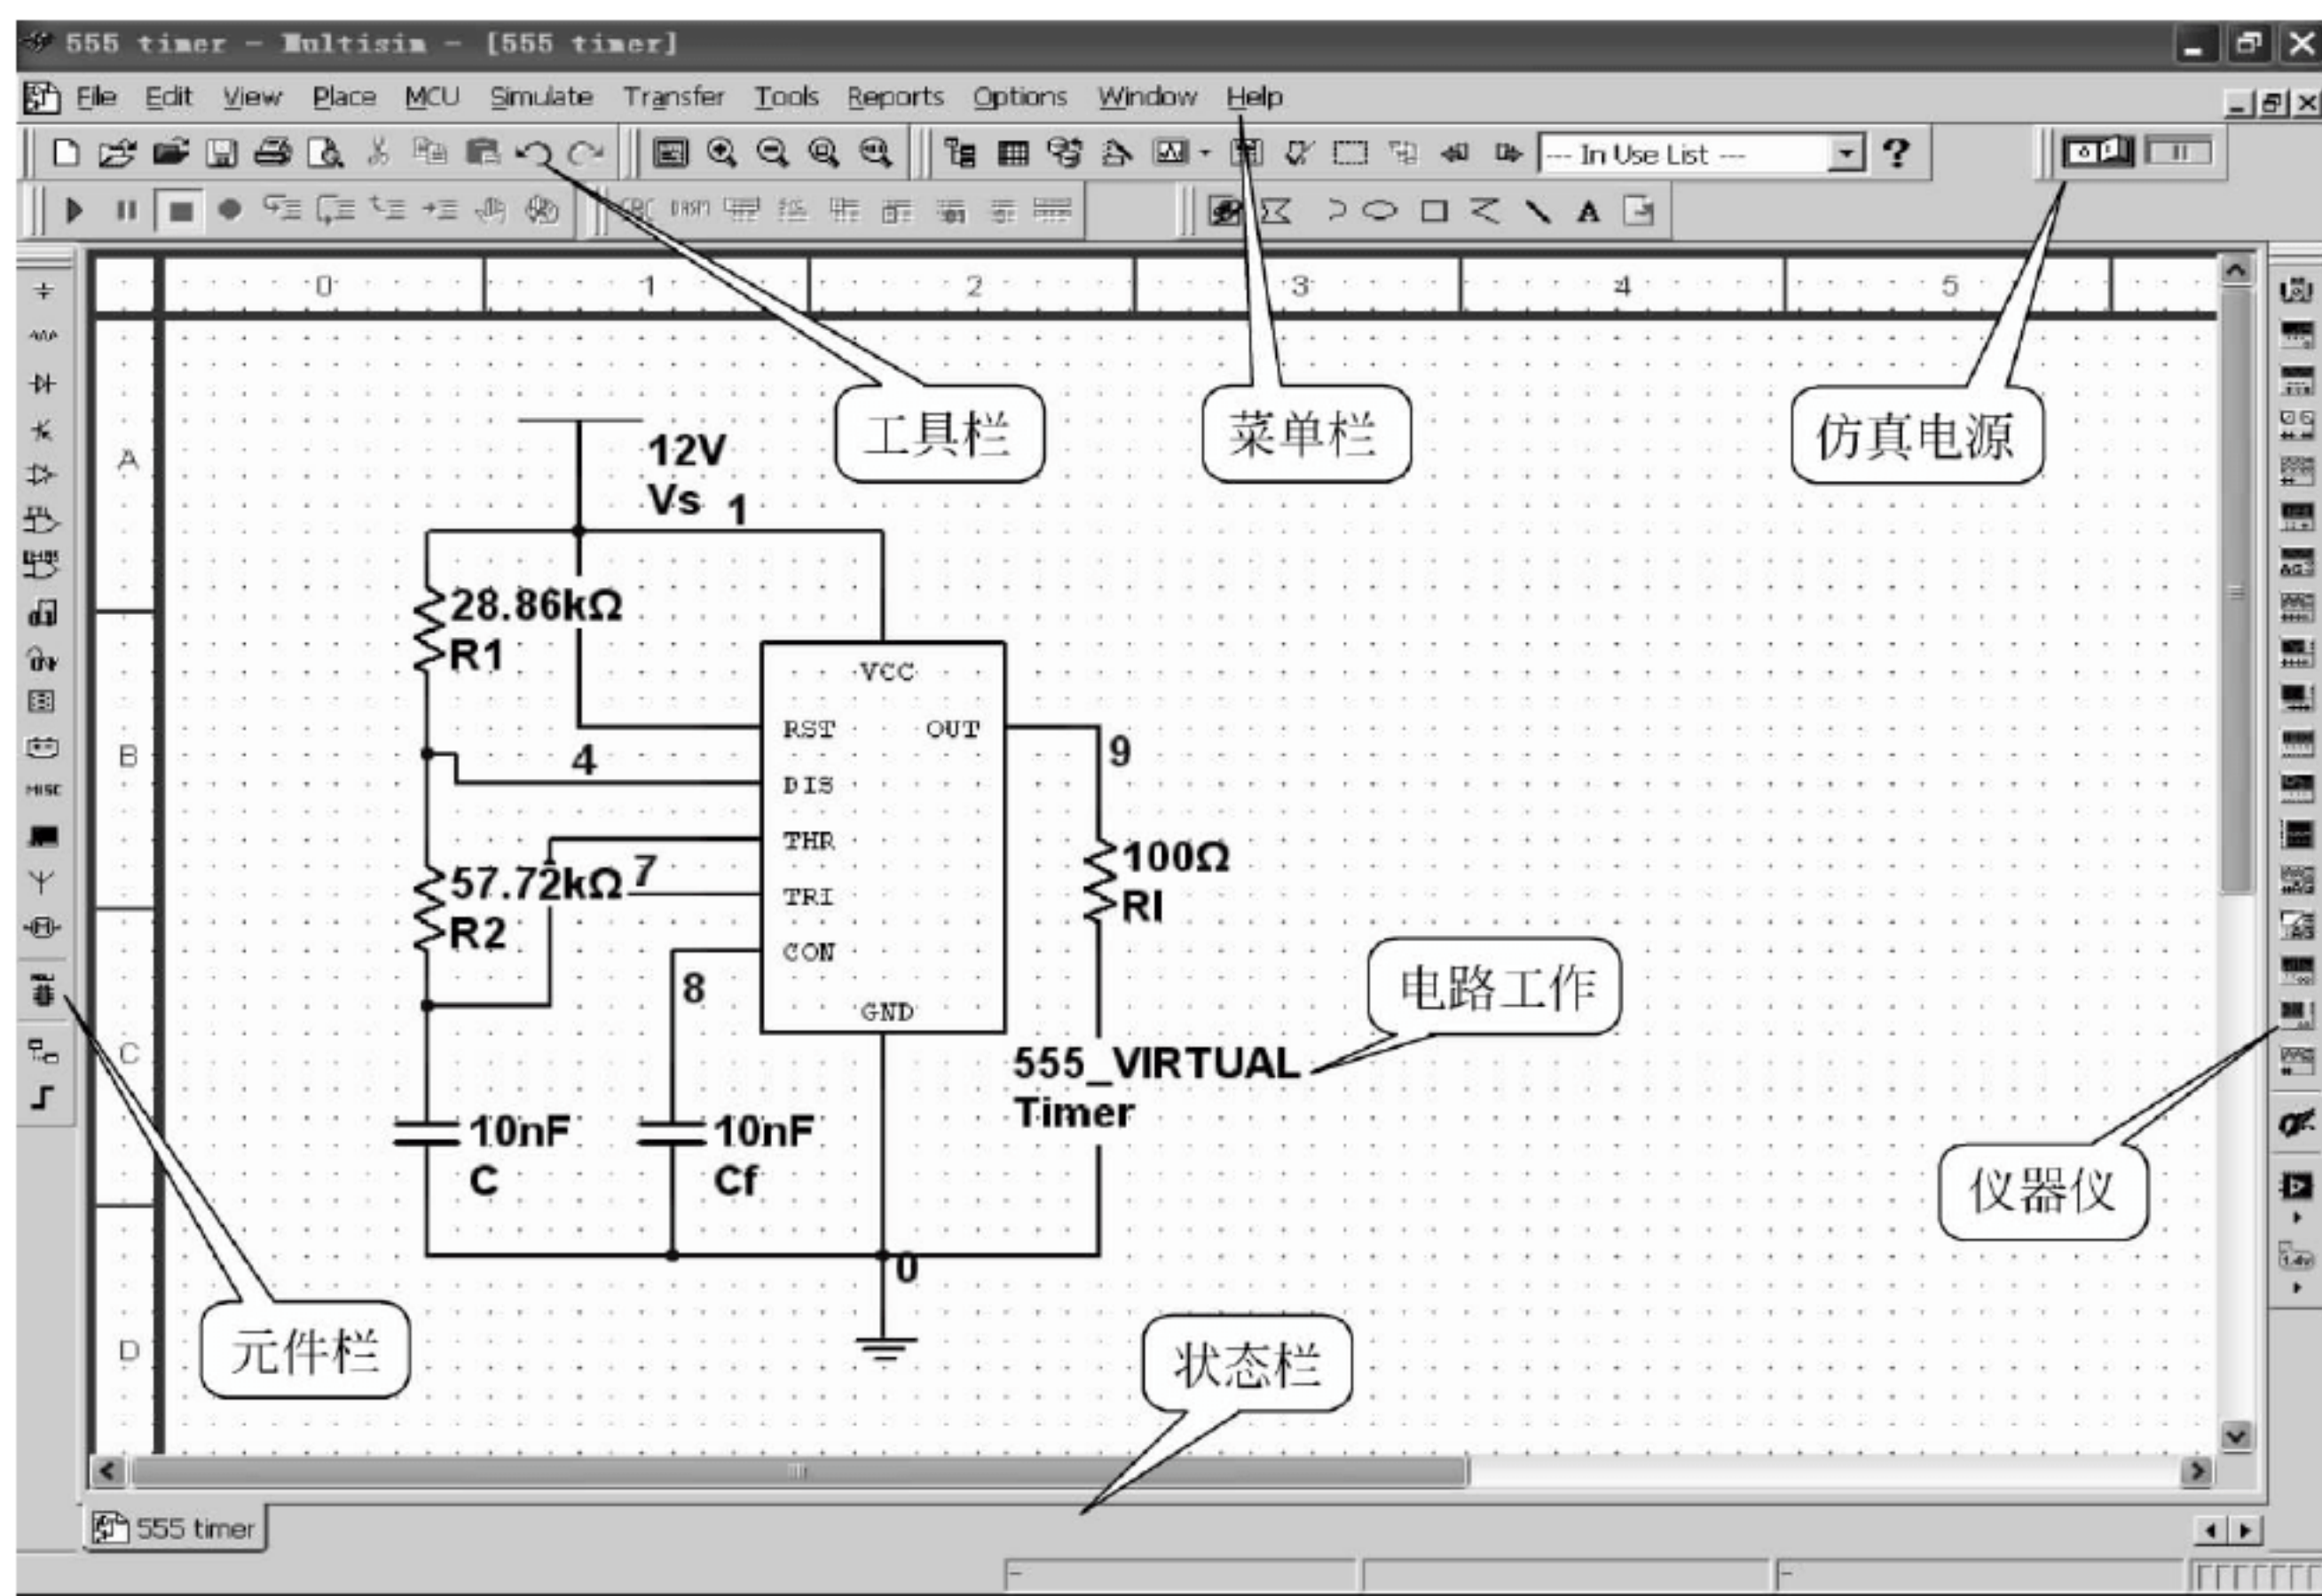 555 timer - Multisim - [555 timer]
File Edit View Place MCU Simulate Transfer Tools Reports Options Window Help
--- In Use List ---
0 1 2 3 4 5
工具栏
菜单栏
仿真电源
A
12V
Vs 1
28.86kΩ
R1
VCC
RST OUT
B
4
9
DIS
THR
57.72kΩ 7
100Ω
TRI
R2
Rl
MISC
CON
8
电路工作
GND
C
555_VIRTUAL
Timer
10nF
C
10nF
Cf
仪器仪
0
D
元件栏
状态栏
555 timer